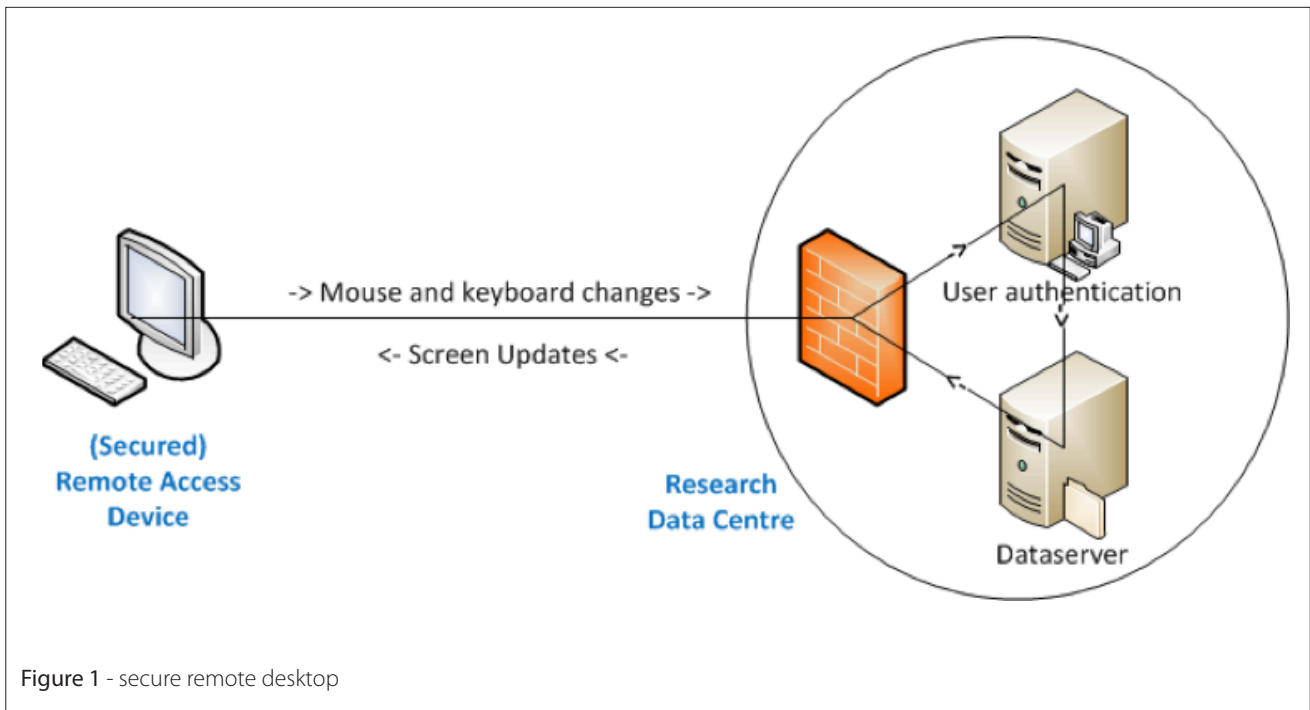 -> Mouse and keyboard changes ->
<- Screen Updates <-
(Secured)
Remote Access
Device
Research
Data Centre
User authentication
Dataserver
Figure 1 - secure remote desktop